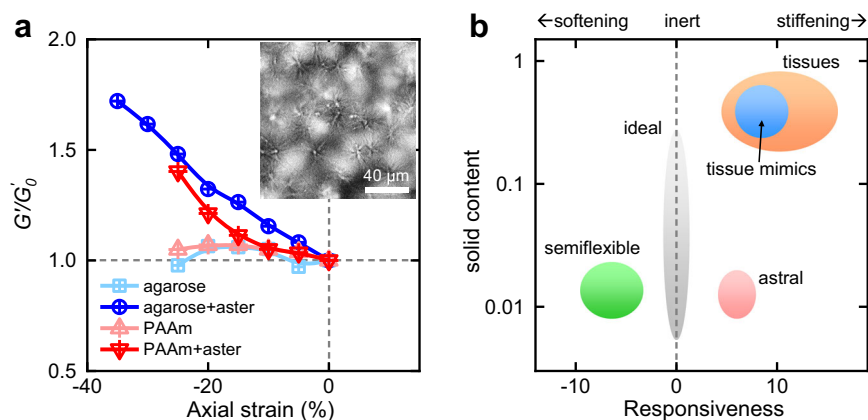 a
2.0
1.5
1.0
0.5
G'/G'₀
-40
-20
0
Axial strain (%)
40 µm
agarose
agarose+aster
PAAm
PAAm+aster
b
←softening
inert
stiffening→
1
0.1
0.01
solid content
tissues
ideal
tissue mimics
semiflexible
astral
-10
0
10
Responsiveness